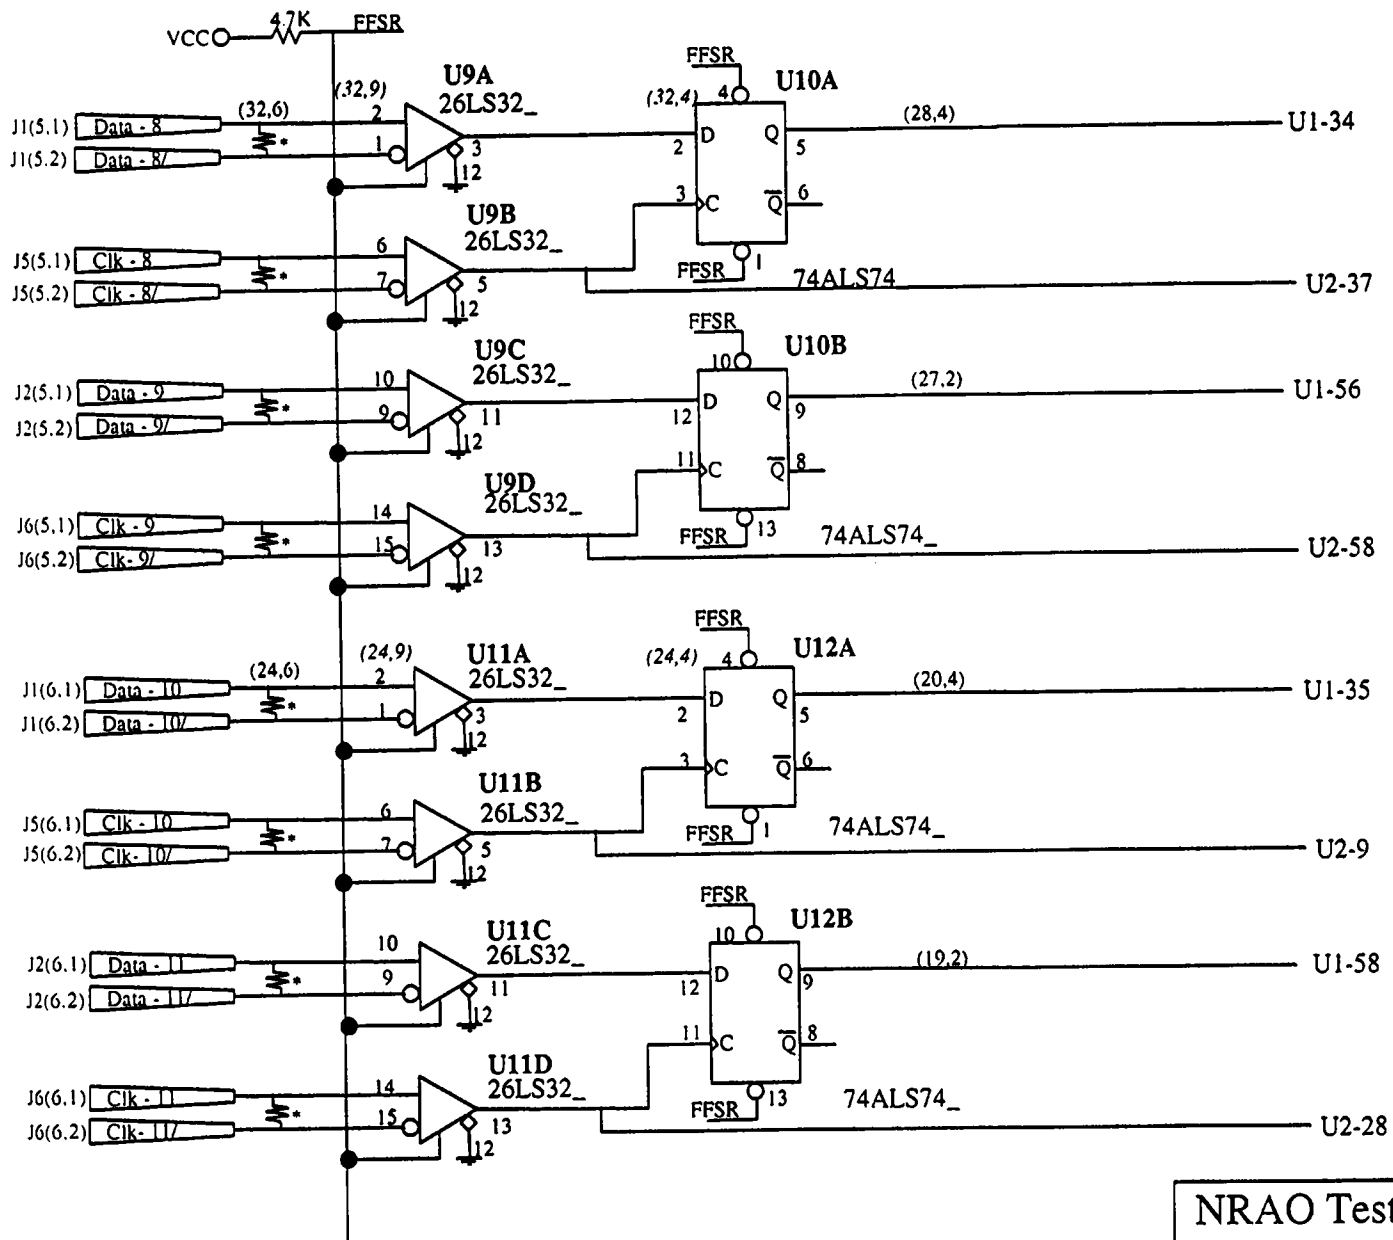 4.7K
VCC FFSR
U9A
26LS32_
FFSR
U10A
(32,6) (32,9) (32,4) 4 (28,4)
J1(5.1) Data - 8 2 D Q U1-34
J1(5.2) Data - 8/ 1 3 2 5
12
3 C Q 6
U9B
26LS32_
J5(5.1) Clk - 8 6
J5(5.2) Clk - 8/ 7 5 FFSR 1 74ALS74_ U2-37
12
FFSR
U9C
26LS32_
10 U10B
J2(5.1) Data - 9 10 D Q (27,2) U1-56
J2(5.2) Data - 9/ 9 11 12 9
12
11 C Q 8
U9D
26LS32_
J6(5.1) Clk - 9 14
J6(5.2) Clk- 9/ 15 13 FFSR 13 74ALS74_ U2-58
12
FFSR
U11A
26LS32_
U12A
(24,6) (24,9) (24,4) 4 (20,4)
J1(6.1) Data - 10 2 D Q U1-35
J1(6.2) Data - 10/ 1 3 2 5
12
3 C Q 6
U11B
26LS32_
J5(6.1) Clk - 10 6
J5(6.2) Clk- 10/ 7 5 FFSR 1 74ALS74_ U2-9
12
FFSR
U11C
26LS32_
10 U12B
J2(6.1) Data - 11 10 D Q (19,2) U1-58
J2(6.2) Data - 11/ 9 11 12 9
12
11 C Q 8
U11D
26LS32_
J6(6.1) Clk - 11 14
J6(6.2) Clk- 11/ 15 13 FFSR 13 74ALS74_ U2-28
12
NRAO Test